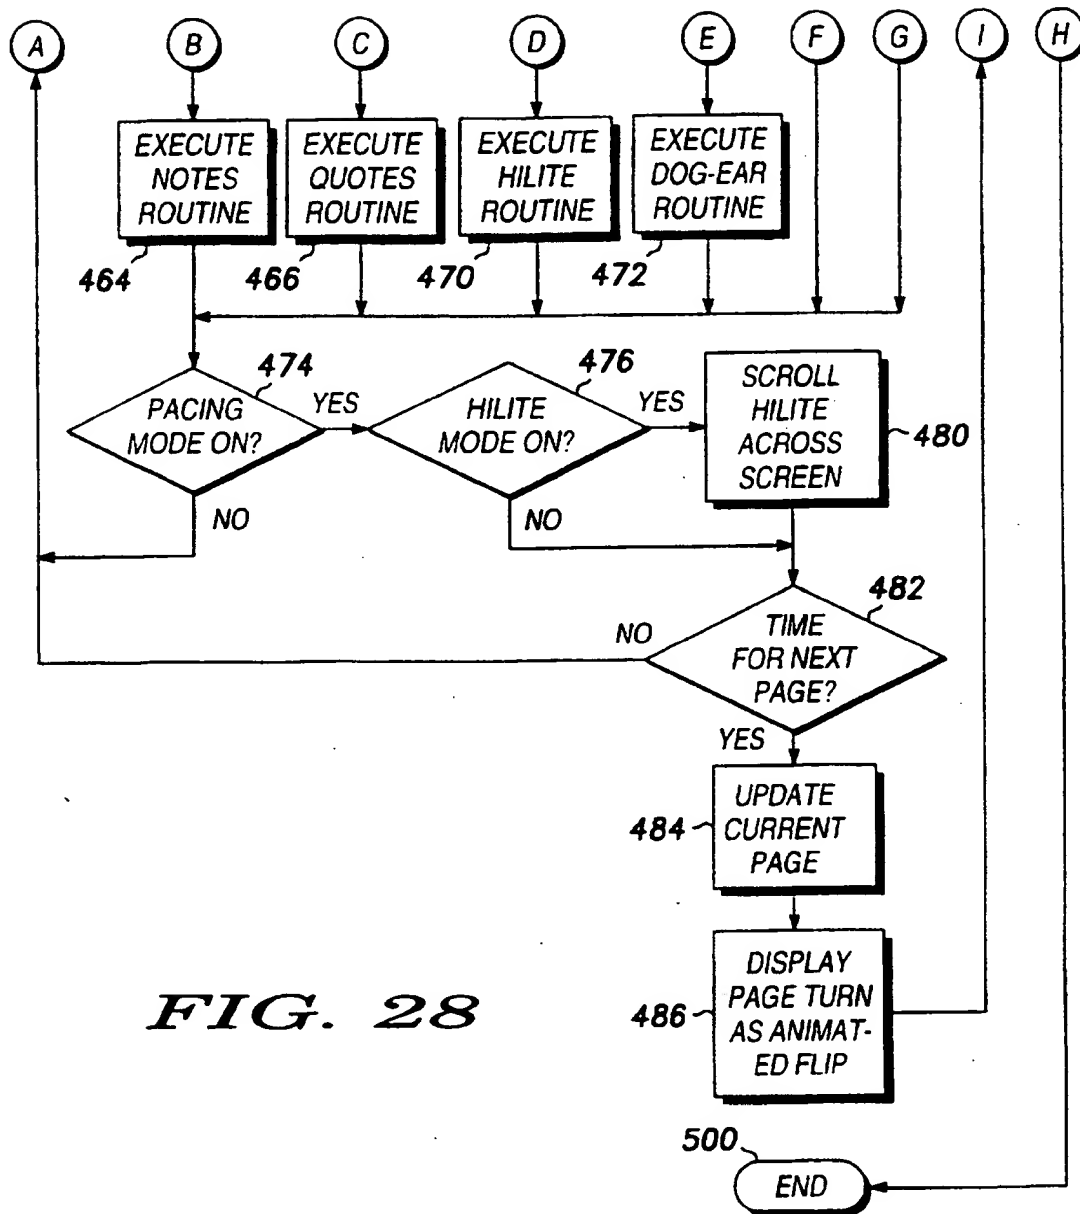 A
B
C
D
E
F
G
I
H
EXECUTE
NOTES
ROUTINE
464
EXECUTE
QUOTES
ROUTINE
466
EXECUTE
HILITE
ROUTINE
470
EXECUTE
DOG-EAR
ROUTINE
472
PACING
MODE ON?
474
YES
NO
HILITE
MODE ON?
476
YES
NO
SCROLL
HILITE
ACROSS
SCREEN
480
TIME
FOR NEXT
PAGE?
482
NO
YES
UPDATE
CURRENT
PAGE
484
DISPLAY
PAGE TURN
AS ANIMAT-
ED FLIP
486
FIG. 28
500
END